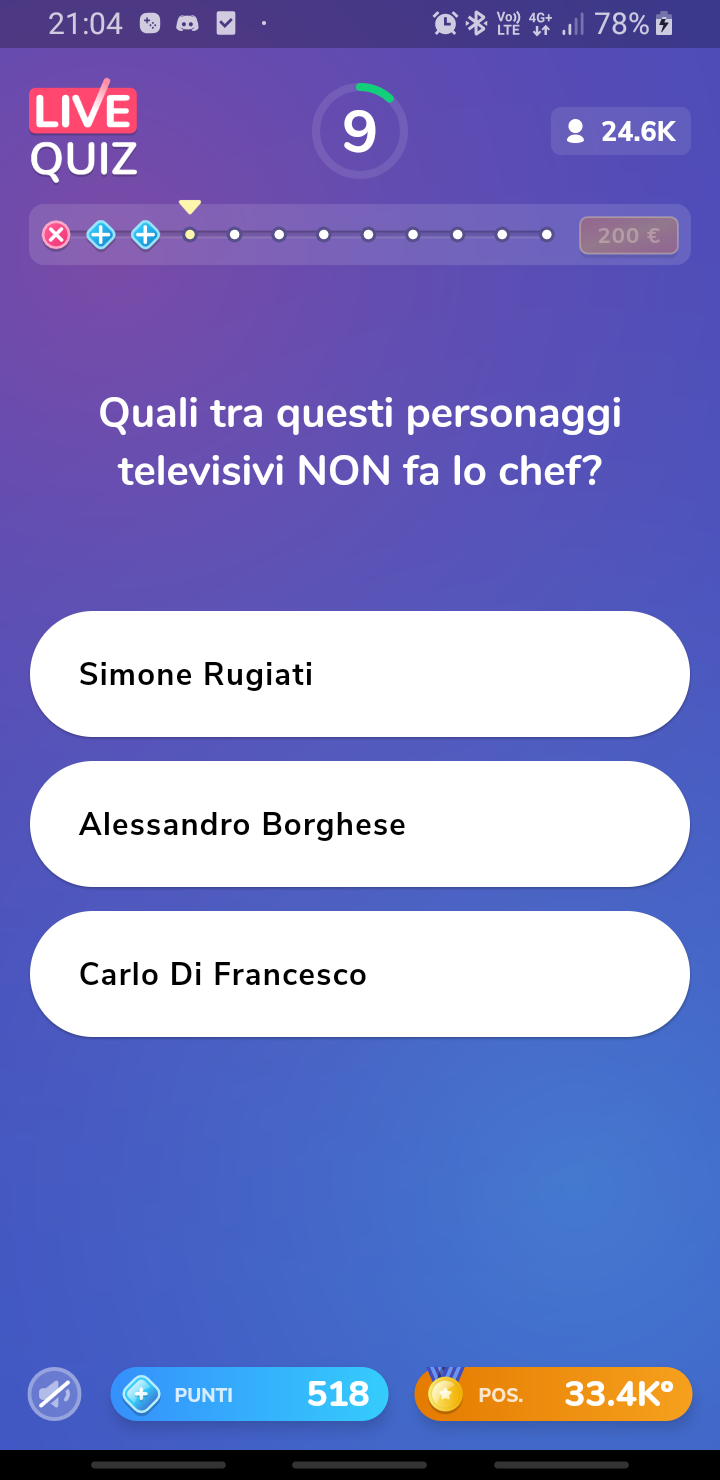 21:04
Vo)) LTE
4G+
78%
LIVE
QUIZ
9
24.6K
200 €
Quali tra questi personaggi
televisivi NON fa lo chef?
Simone Rugiati
Alessandro Borghese
Carlo Di Francesco
PUNTI 518
POS. 33.4K°